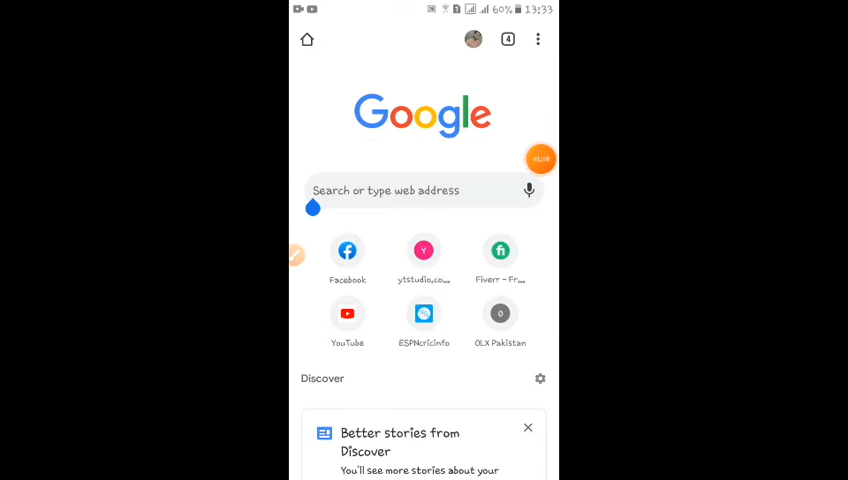 60% 13:33
4
Google
Search or type web address
Y
Facebook
ytstudio.co...
Fiverr – Fr...
O
YouTube
ESPNcricinfo
OLX Pakistan
Discover
Better stories from
Discover
You'll see more stories about your